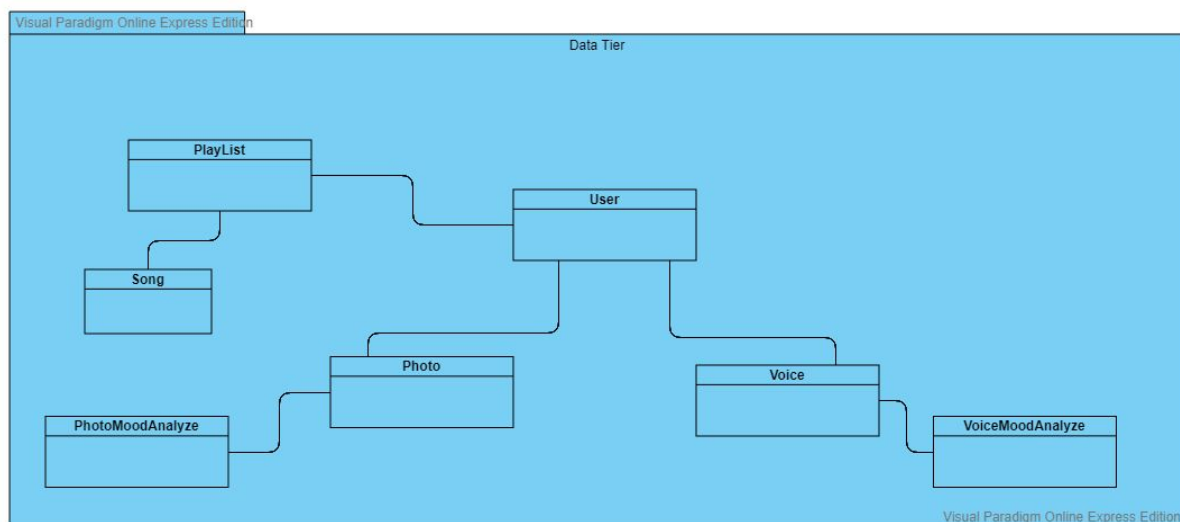 Visual Paradigm Online Express Edition
Data Tier
PlayList
User
Song
Photo
Voice
PhotoMoodAnalyze
VoiceMoodAnalyze
Visual Paradigm Online Express Edition